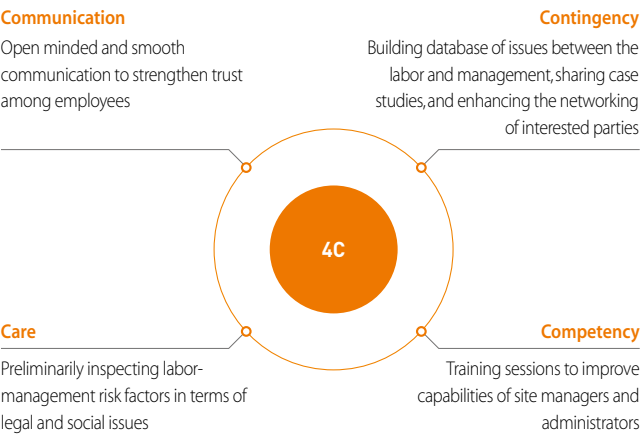 Communication
Open minded and smooth
communication to strengthen trust
among employees
Contingency
Building database of issues between the
labor and management, sharing case
studies, and enhancing the networking
of interested parties
4C
Care
Preliminarily inspecting labor-
management risk factors in terms of
legal and social issues
Competency
Training sessions to improve
capabilities of site managers and
administrators